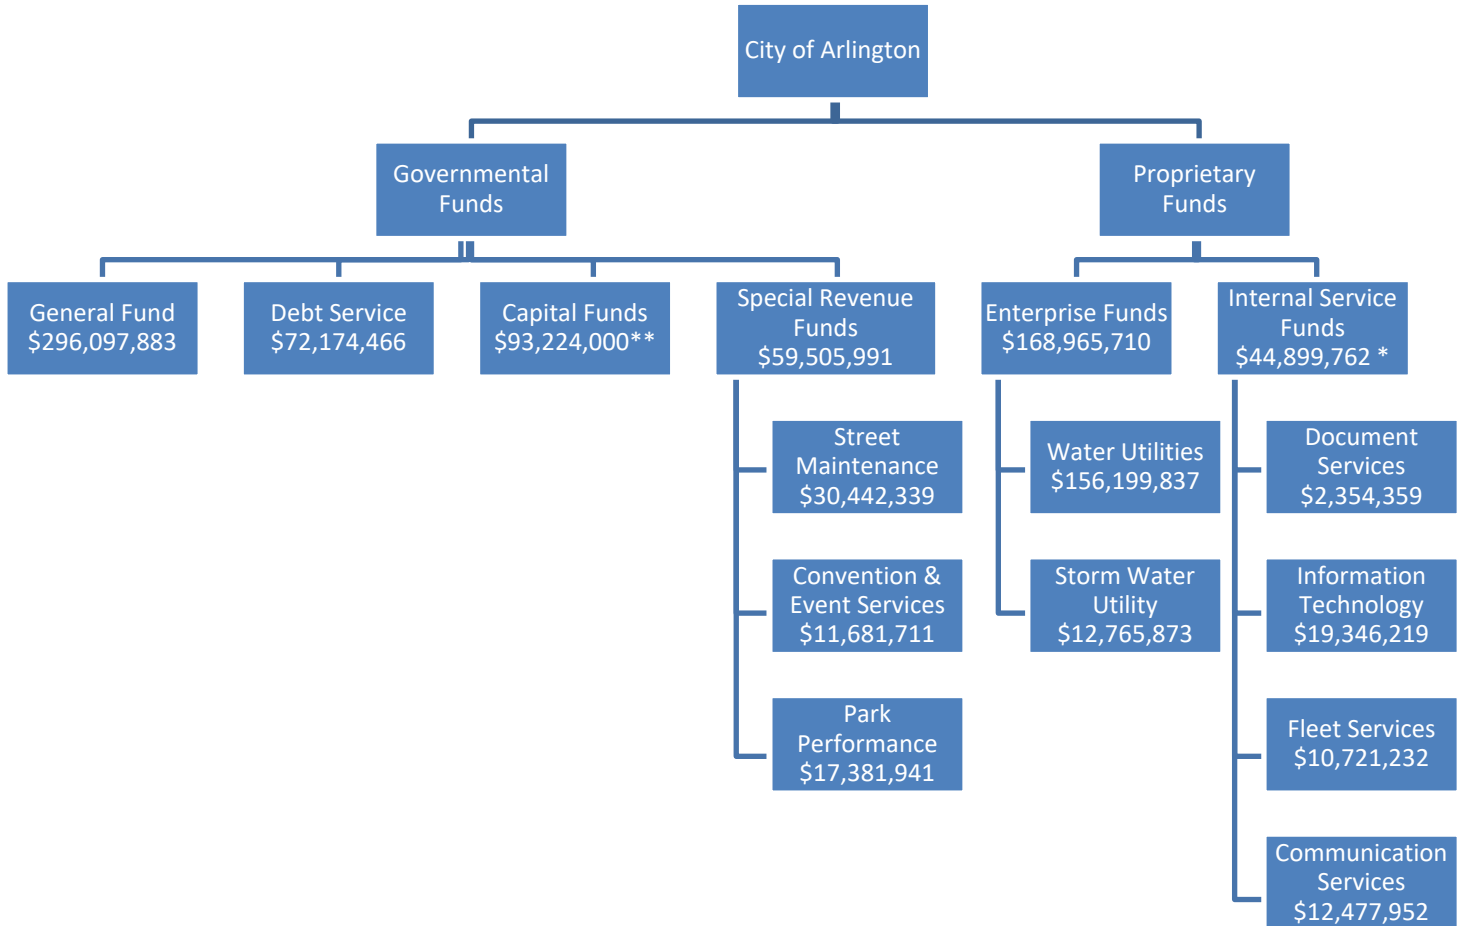 City of Arlington
Governmental
Funds
Proprietary
Funds
General Fund
$296,097,883
Debt Service
$72,174,466
Capital Funds
$93,224,000**
Special Revenue
Funds
$59,505,991
Enterprise Funds
$168,965,710
Internal Service
Funds
$44,899,762 *
Street
Maintenance
$30,442,339
Convention &
Event Services
$11,681,711
Park
Performance
$17,381,941
Water Utilities
$156,199,837
Storm Water
Utility
$12,765,873
Document
Services
$2,354,359
Information
Technology
$19,346,219
Fleet Services
$10,721,232
Communication
Services
$12,477,952